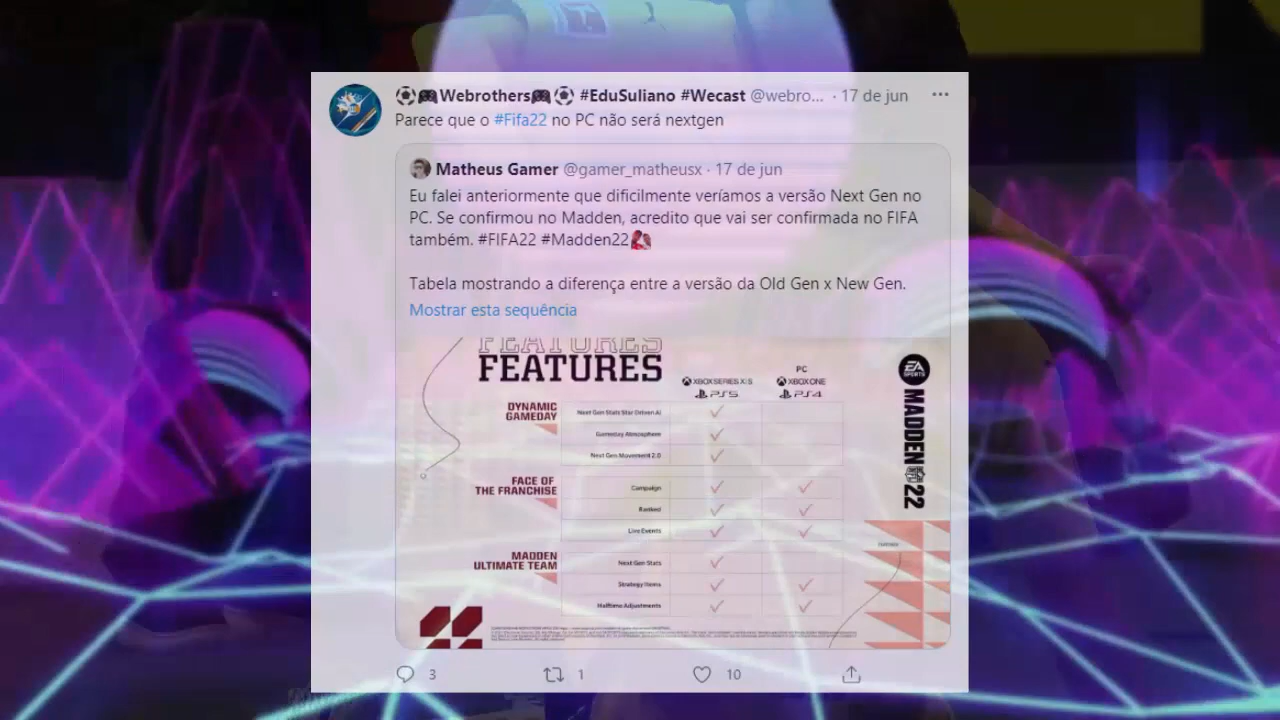 ⚽🎮Webrothers🎮⚽ #EduSuliano #Wecast @webro... · 17 de jun ···
Parece que o #Fifa22 no PC não será nextgen
Matheus Gamer @gamer_matheusx · 17 de jun
Eu falei anteriormente que dificilmente veríamos a versão Next Gen no
PC. Se confirmou no Madden, acredito que vai ser confirmada no FIFA
também. #FIFA22 #Madden22
Tabela mostrando a diferença entre a versão da Old Gen x New Gen.
Mostrar esta sequência
FEATURES
FEATURES
XBOX SERIES X|S
PS5
PC
XBOX ONE
PS4
DYNAMIC
GAMEDAY
Next Gen Stats Star Driven AI
Gameday Atmosphere
Next Gen Movement 2.0
FACE OF
THE FRANCHISE
Campaign
Ranked
Live Events
MADDEN
ULTIMATE TEAM
Next Gen Stats
Strategy Items
Halftime Adjustments
EA
SPORTS
MADDEN NFL 22
22
3 1 10